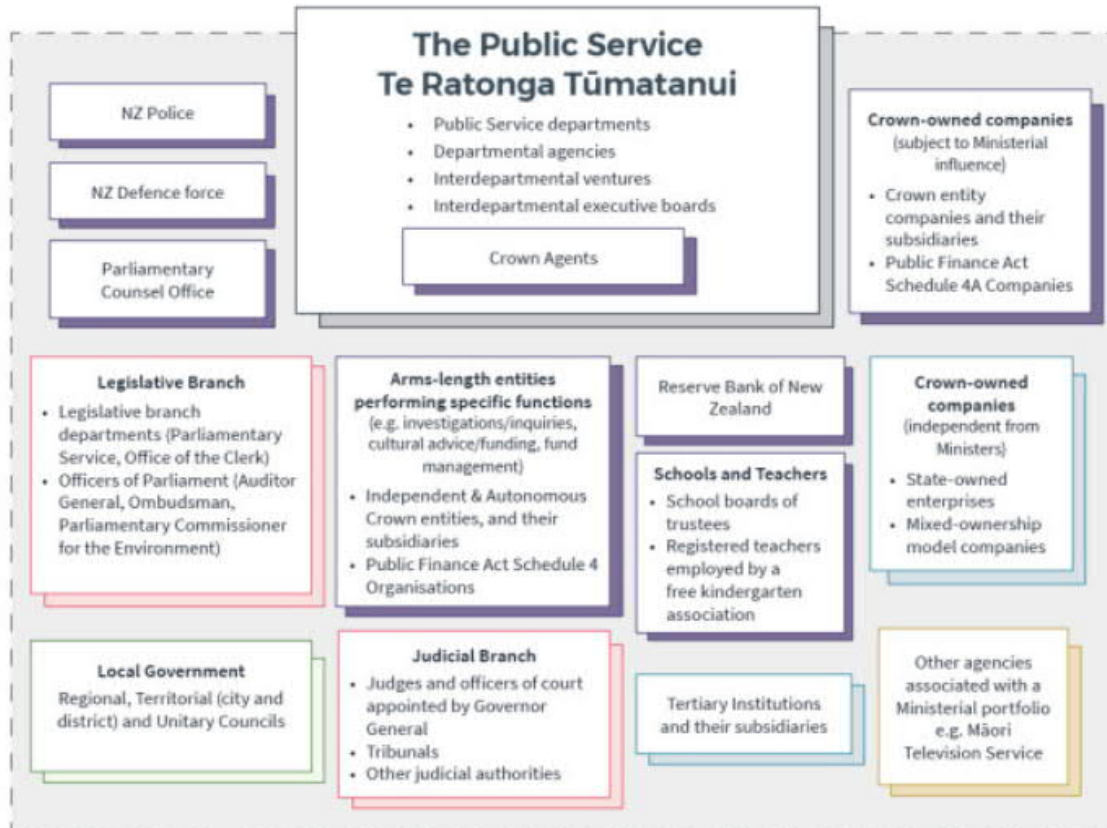 The Public Service
Te Ratonga Tūmatanui
• Public Service departments
• Departmental agencies
• Interdepartmental ventures
• Interdepartmental executive boards
Crown Agents
NZ Police
NZ Defence force
Parliamentary
Counsel Office
Crown-owned companies
(subject to Ministerial
influence)
• Crown entity
companies and their
subsidiaries
• Public Finance Act
Schedule 4A Companies
Legislative Branch
• Legislative branch
departments (Parliamentary
Service, Office of the Clerk)
• Officers of Parliament (Auditor
General, Ombudsman,
Parliamentary Commissioner
for the Environment)
Arms-length entities
performing specific functions
(e.g. investigations/inquiries,
cultural advice/funding, fund
management)
• Independent & Autonomous
Crown entities, and their
subsidiaries
• Public Finance Act Schedule 4
Organisations
Reserve Bank of New
Zealand
Schools and Teachers
• School boards of
trustees
• Registered teachers
employed by a
free kindergarten
association
Crown-owned
companies
(independent from
Ministers)
• State-owned
enterprises
• Mixed-ownership
model companies
Local Government
Regional, Territorial (city and
district) and Unitary Councils
Judicial Branch
• Judges and officers of court
appointed by Governor
General
• Tribunals
• Other judicial authorities
Tertiary Institutions
and their subsidiaries
Other agencies
associated with a
Ministerial portfolio
e.g. Māori
Television Service